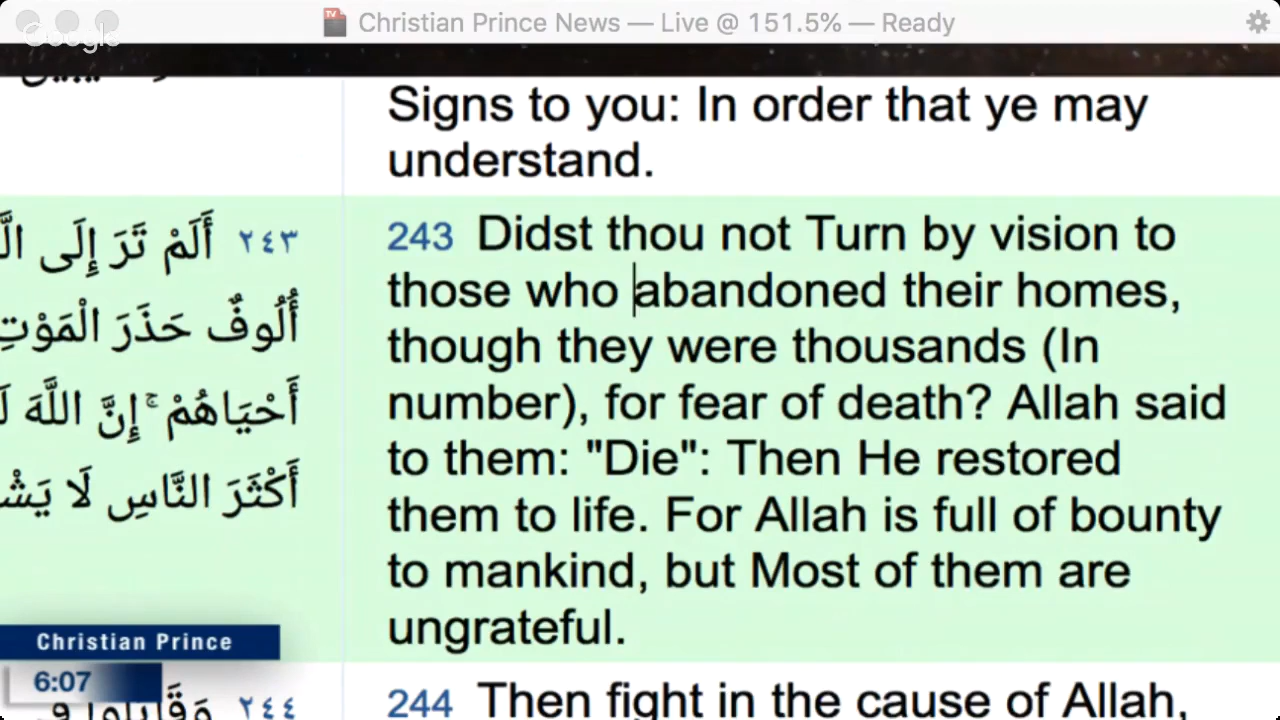 Christian Prince News — Live @ 151.5% — Ready
Google
Signs to you: In order that ye may
understand.
٢٤٣ أَلَمْ تَرَ إِلَى
أُلُوفٌ حَذَرَ الْمَوْتِ
أَحْيَاهُمْ ۚ إِنَّ اللَّهَ
أَكْثَرَ النَّاسِ لَا
243 Didst thou not Turn by vision to
those who abandoned their homes,
though they were thousands (In
number), for fear of death? Allah said
to them: "Die": Then He restored
them to life. For Allah is full of bounty
to mankind, but Most of them are
ungrateful.
Christian Prince
6:07
٢٤٤ وَقَاتِلُوا
244 Then fight in the cause of Allah,